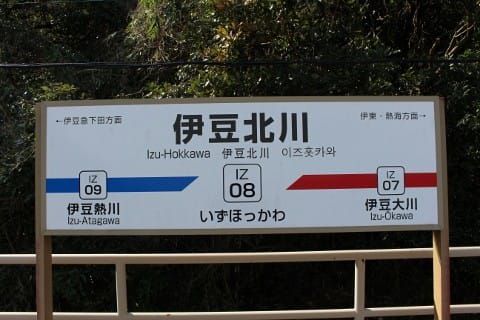 ←伊豆急下田方面
伊東・熱海方面→
伊豆北川
Izu-Hokkawa 伊豆北川 이즈홋카와
IZ
09
IZ
08
IZ
07
伊豆熱川
Izu-Atagawa
いずほっかわ
伊豆大川
Izu-Ōkawa